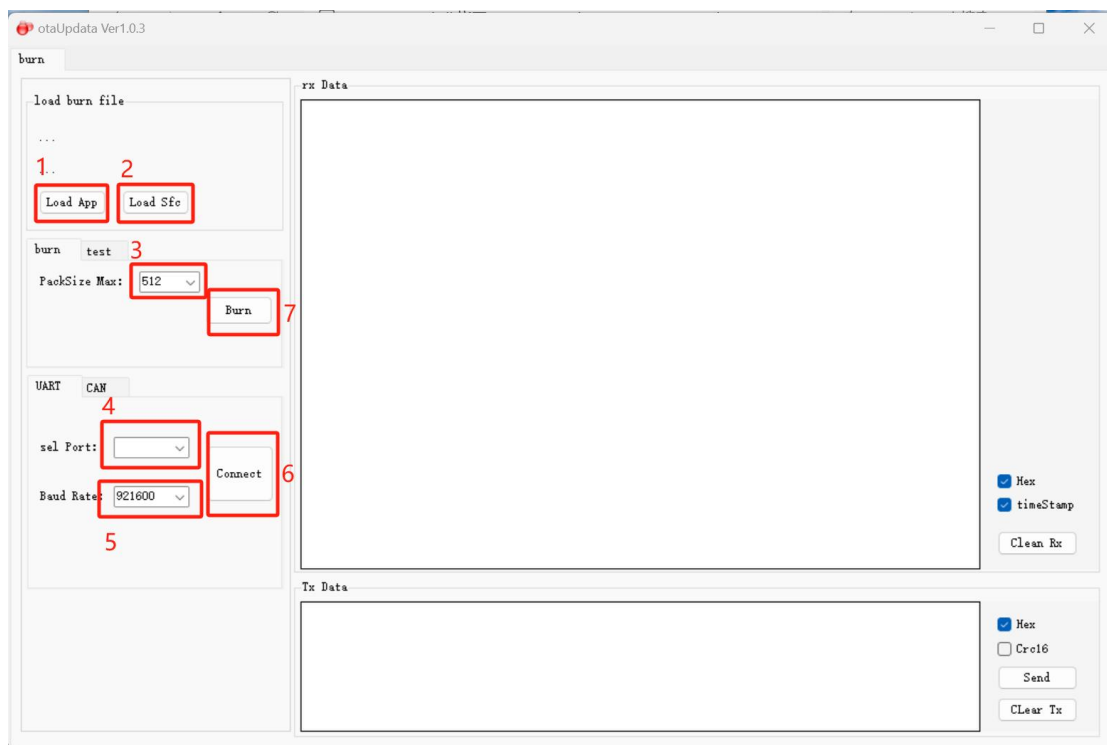 otaUpdata Ver1.0.3
burn
load burn file
...
1 .. 2
Load App Load Sfc
burn test 3
PackSize Max: 512
Burn 7
UART CAN
4
sel Port:
Connect 6
Baud Rate: 921600
5
rx Data
Hex
timeStamp
Clean Rx
Tx Data
Hex
Crc16
Send
CLear Tx